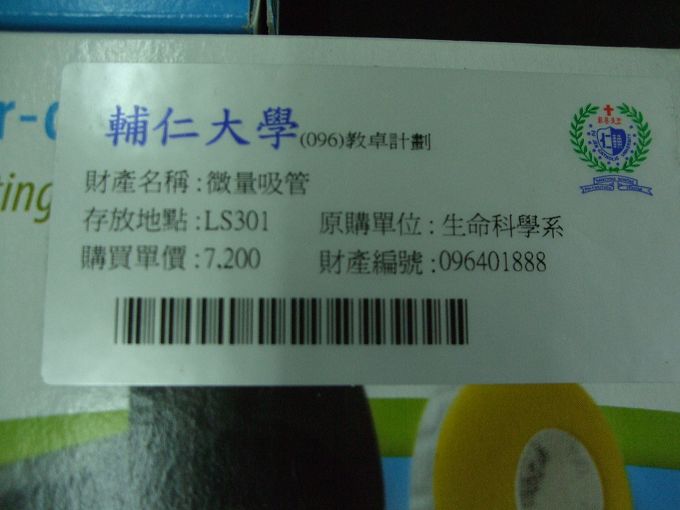 r-c
輔仁大學(096)教卓計劃
ting
財產名稱:微量吸管
存放地點:LS301 原購單位:生命科學系
購買單價:7,200 財產編號:096401888